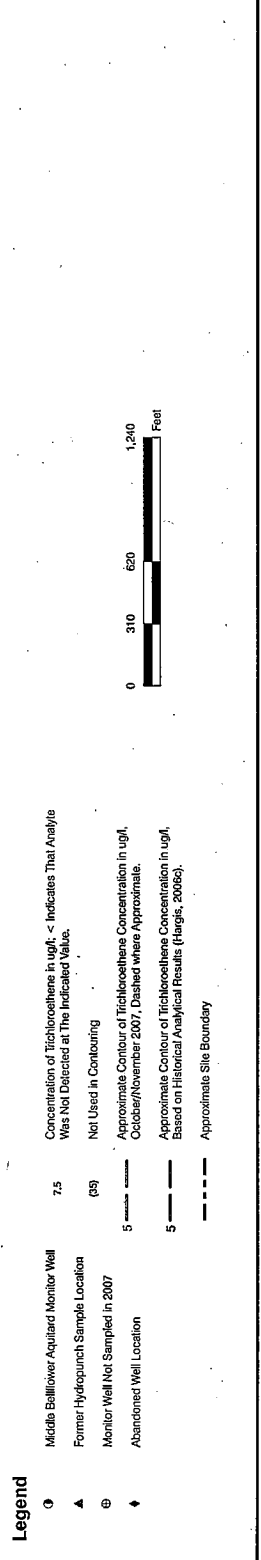 Legend
Middle Bellflower Aquitard Monitor Well
Former Hydropunch Sample Location
Monitor Well Not Sampled in 2007
Abandoned Well Location
7.5 Concentration of Trichloroethene in ug/l; < Indicates That Analyte
Was Not Detected at The Indicated Value.
(35) Not Used in Contouring
5 Approximate Contour of Trichloroethene Concentration in ug/l,
October/November 2007, Dashed where Approximate.
5 Approximate Contour of Trichloroethene Concentration in ug/l,
Based on Historical Analytical Results (Hargis, 2006c).
Approximate Site Boundary
0 310 620 1,240
Feet